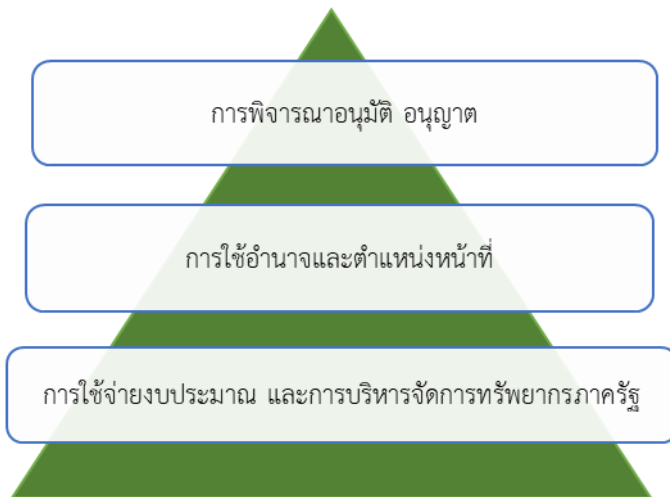 การพิจารณาอนุมัติ อนุญาต
การใช้อำนาจและตำแหน่งหน้าที่
การใช้จ่ายงบประมาณ และการบริหารจัดการทรัพยากรภาครัฐ